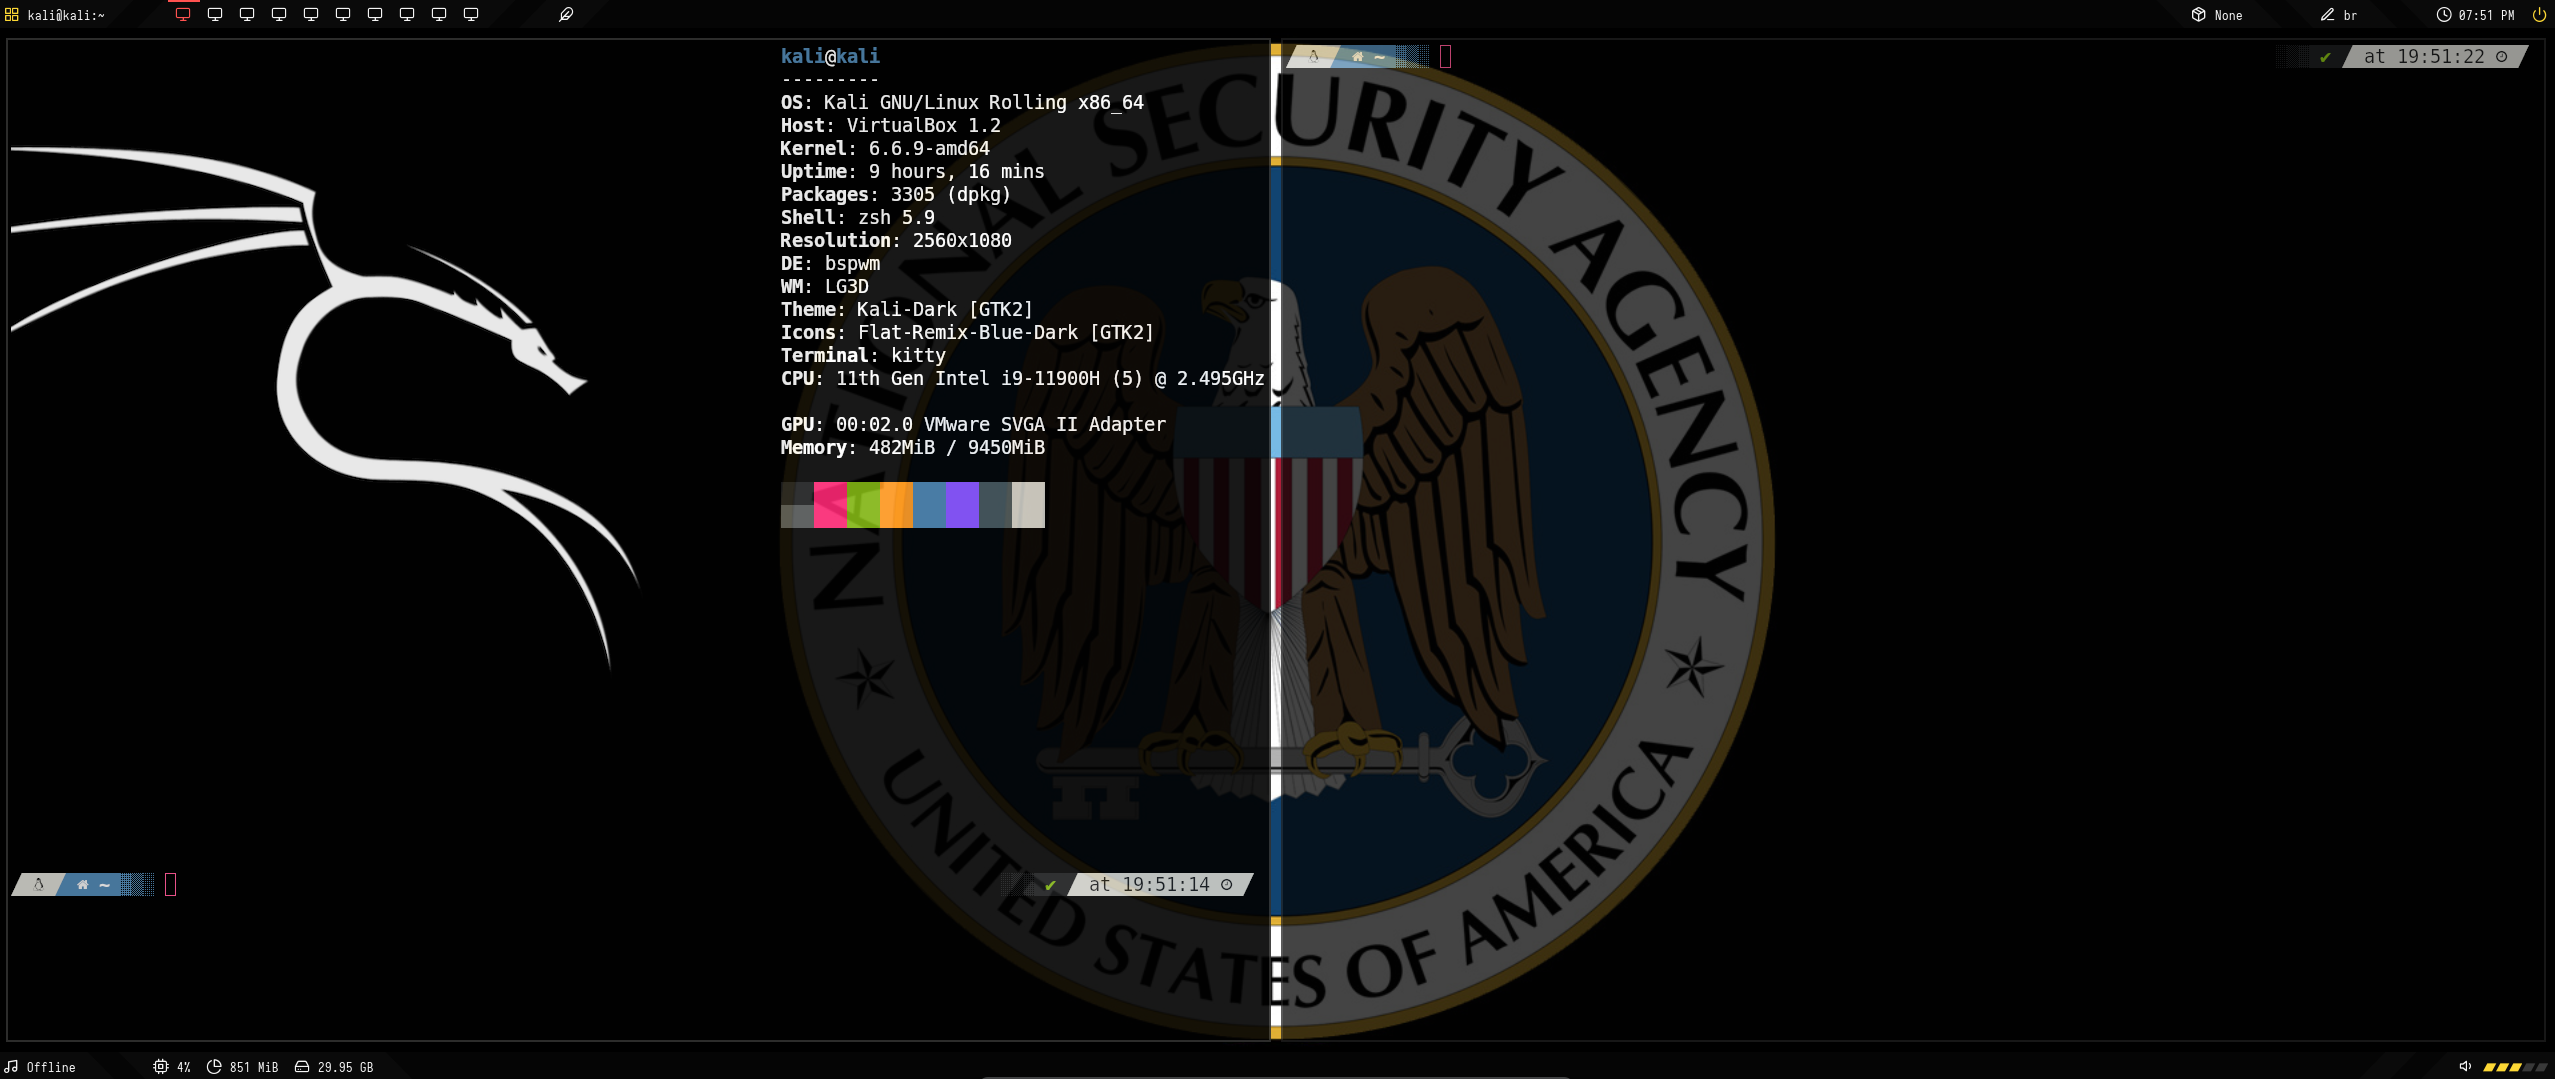 kali@kali:~
None
br
07:51 PM
kali@kali
---------
OS: Kali GNU/Linux Rolling x86_64
Host: VirtualBox 1.2
Kernel: 6.6.9-amd64
Uptime: 9 hours, 16 mins
Packages: 3305 (dpkg)
Shell: zsh 5.9
Resolution: 2560x1080
DE: bspwm
WM: LG3D
Theme: Kali-Dark [GTK2]
Icons: Flat-Remix-Blue-Dark [GTK2]
Terminal: kitty
CPU: 11th Gen Intel i9-11900H (5) @ 2.495GHz
GPU: 00:02.0 VMware SVGA II Adapter
Memory: 482MiB / 9450MiB
~
✔ at 19:51:14
~
✔ at 19:51:22
NATIONAL SECURITY AGENCY
UNITED STATES OF AMERICA
Offline
4%
851 MiB
29.95 GB